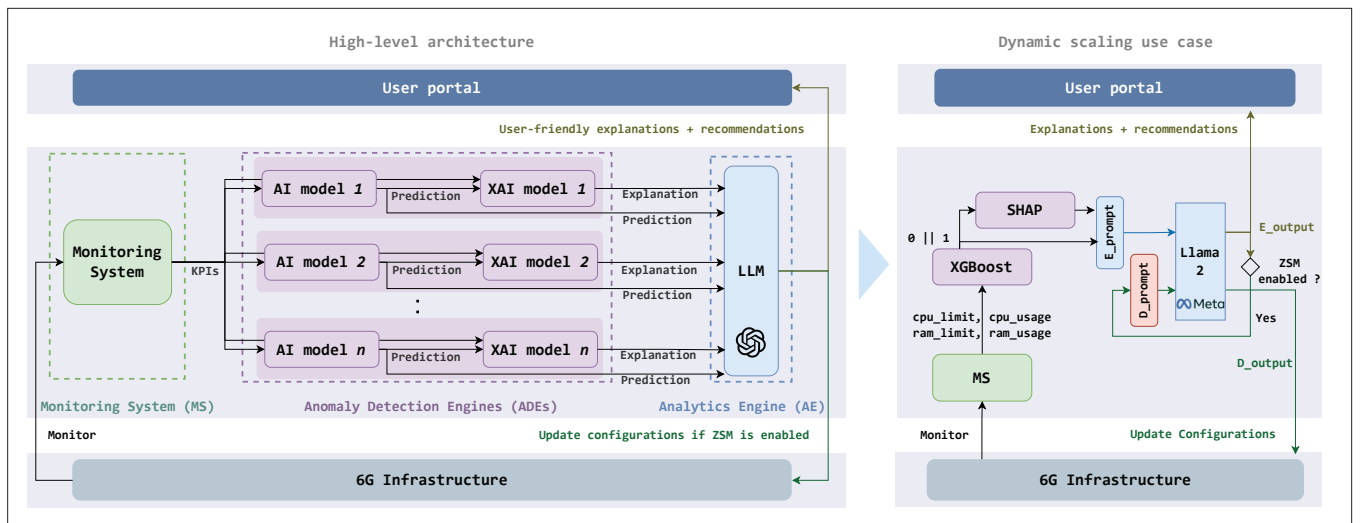 High-level architecture
User portal
User-friendly explanations + recommendations
Monitoring
System
KPIs
AI model 1
Prediction
XAI model 1
Explanation
Prediction
AI model 2
Prediction
XAI model 2
Explanation
Prediction
:
AI model n
Prediction
XAI model n
Explanation
Prediction
LLM
Monitoring System (MS)
Anomaly Detection Engines (ADEs)
Analytics Engine (AE)
Monitor
Update configurations if ZSM is enabled
6G Infrastructure
Dynamic scaling use case
User portal
Explanations + recommendations
SHAP
E_prompt
0 || 1
XGBoost
D_prompt
Llama
2
Meta
E_output
ZSM
enabled ?
Yes
cpu_limit, cpu_usage
ram_limit, ram_usage
D_output
MS
Monitor
Update Configurations
6G Infrastructure